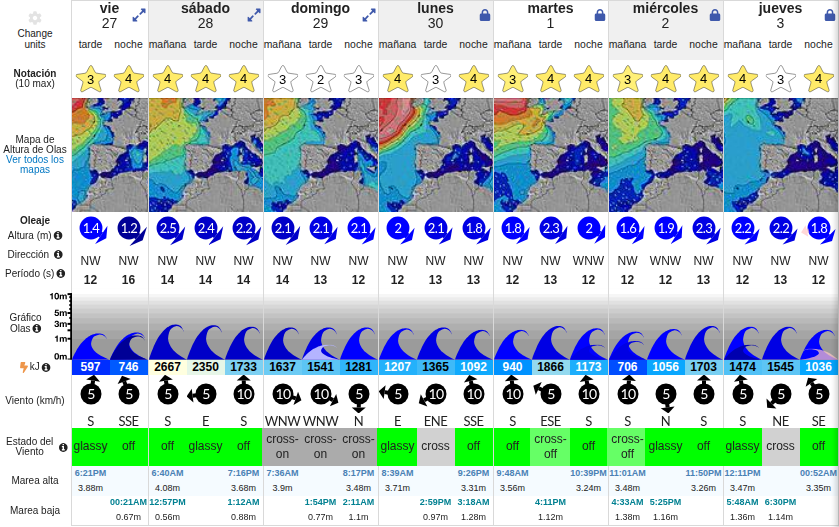 vie sábado domingo lunes martes miércoles jueves
27 28 29 30 1 2 3
Change
units
tarde noche mañana tarde noche mañana tarde noche mañana tarde noche mañana tarde noche mañana tarde noche mañana tarde noche
Notación
(10 max)
3 4 4 4 4 3 2 3 4 3 4 3 4 4 3 4 4 4 3 4
Mapa de
Altura de Olas
Ver todos los
mapas
Oleaje
Altura (m)
1.4 1.2 2.5 2.4 2.2 2.1 2.1 2.1 2 2.1 1.8 1.8 2.3 2 1.6 1.9 2.3 2.2 2.2 1.8
Dirección
NW NW NW NW NW NW NW NW NW NW NW NW NW WNW NW WNW NW NW NW NW
Período (s)
12 16 14 14 14 14 13 12 12 13 13 12 13 12 12 12 13 12 13 12
10m
5m
3m
1m
0m
Gráfico
Olas
kJ
597 746 2667 2350 1733 1637 1541 1281 1207 1365 1092 940 1866 1173 706 1056 1703 1474 1545 1036
Viento (km/h)
5 5 5 5 10 10 10 5 5 10 10 10 5 10 10 5 5 5 5 5
S SSE S E S WNW WNW N E ENE SSE S ESE S S N S S NE SE
Estado del
Viento
glassy off off glassy off cross-on cross-on cross-on glassy cross off off cross-off off cross-off glassy off glassy cross off
Marea alta
6:21PM 6:40AM 7:16PM 7:36AM 8:17PM 8:39AM 9:26PM 9:48AM 10:39PM 11:01AM 11:50PM 12:11PM 00:52AM
3.88m 4.08m 3.68m 3.9m 3.48m 3.71m 3.31m 3.56m 3.24m 3.48m 3.26m 3.47m 3.35m
Marea baja
00:21AM 12:57PM 1:12AM 1:54PM 2:11AM 2:59PM 3:18AM 4:11PM 4:33AM 5:25PM 5:48AM 6:30PM
0.67m 0.56m 0.88m 0.77m 1.1m 0.97m 1.28m 1.12m 1.38m 1.16m 1.36m 1.14m